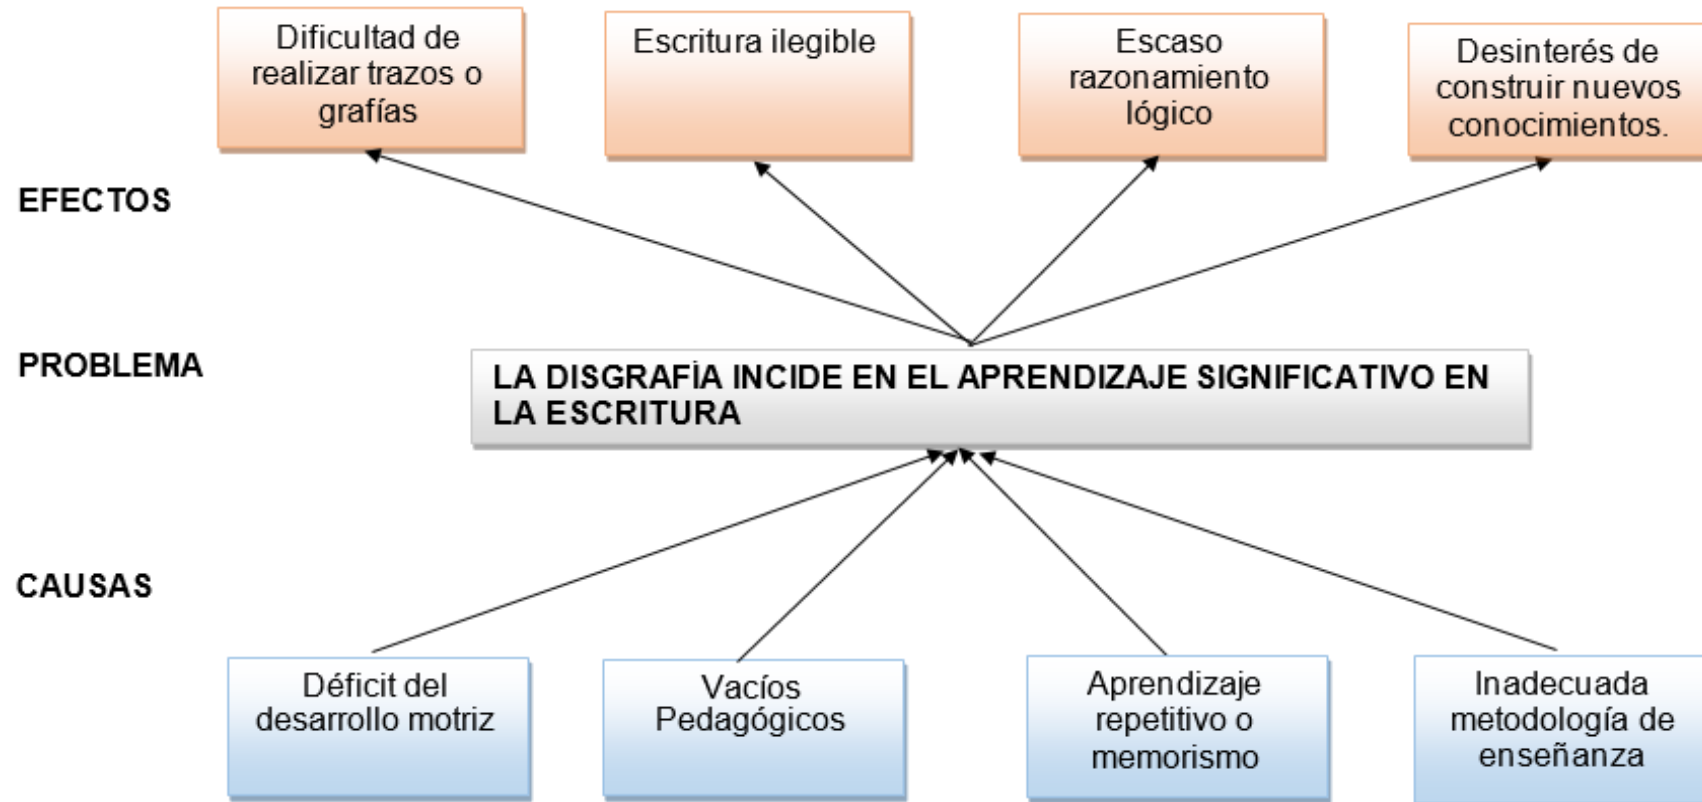 Dificultad de
realizar trazos o
grafías
Escritura ilegible
Escaso
razonamiento
lógico
Desinterés de
construir nuevos
conocimientos.
EFECTOS
PROBLEMA
LA DISGRAFÍA INCIDE EN EL APRENDIZAJE SIGNIFICATIVO EN
LA ESCRITURA
CAUSAS
Déficit del
desarrollo motriz
Vacíos
Pedagógicos
Aprendizaje
repetitivo o
memorismo
Inadecuada
metodología de
enseñanza